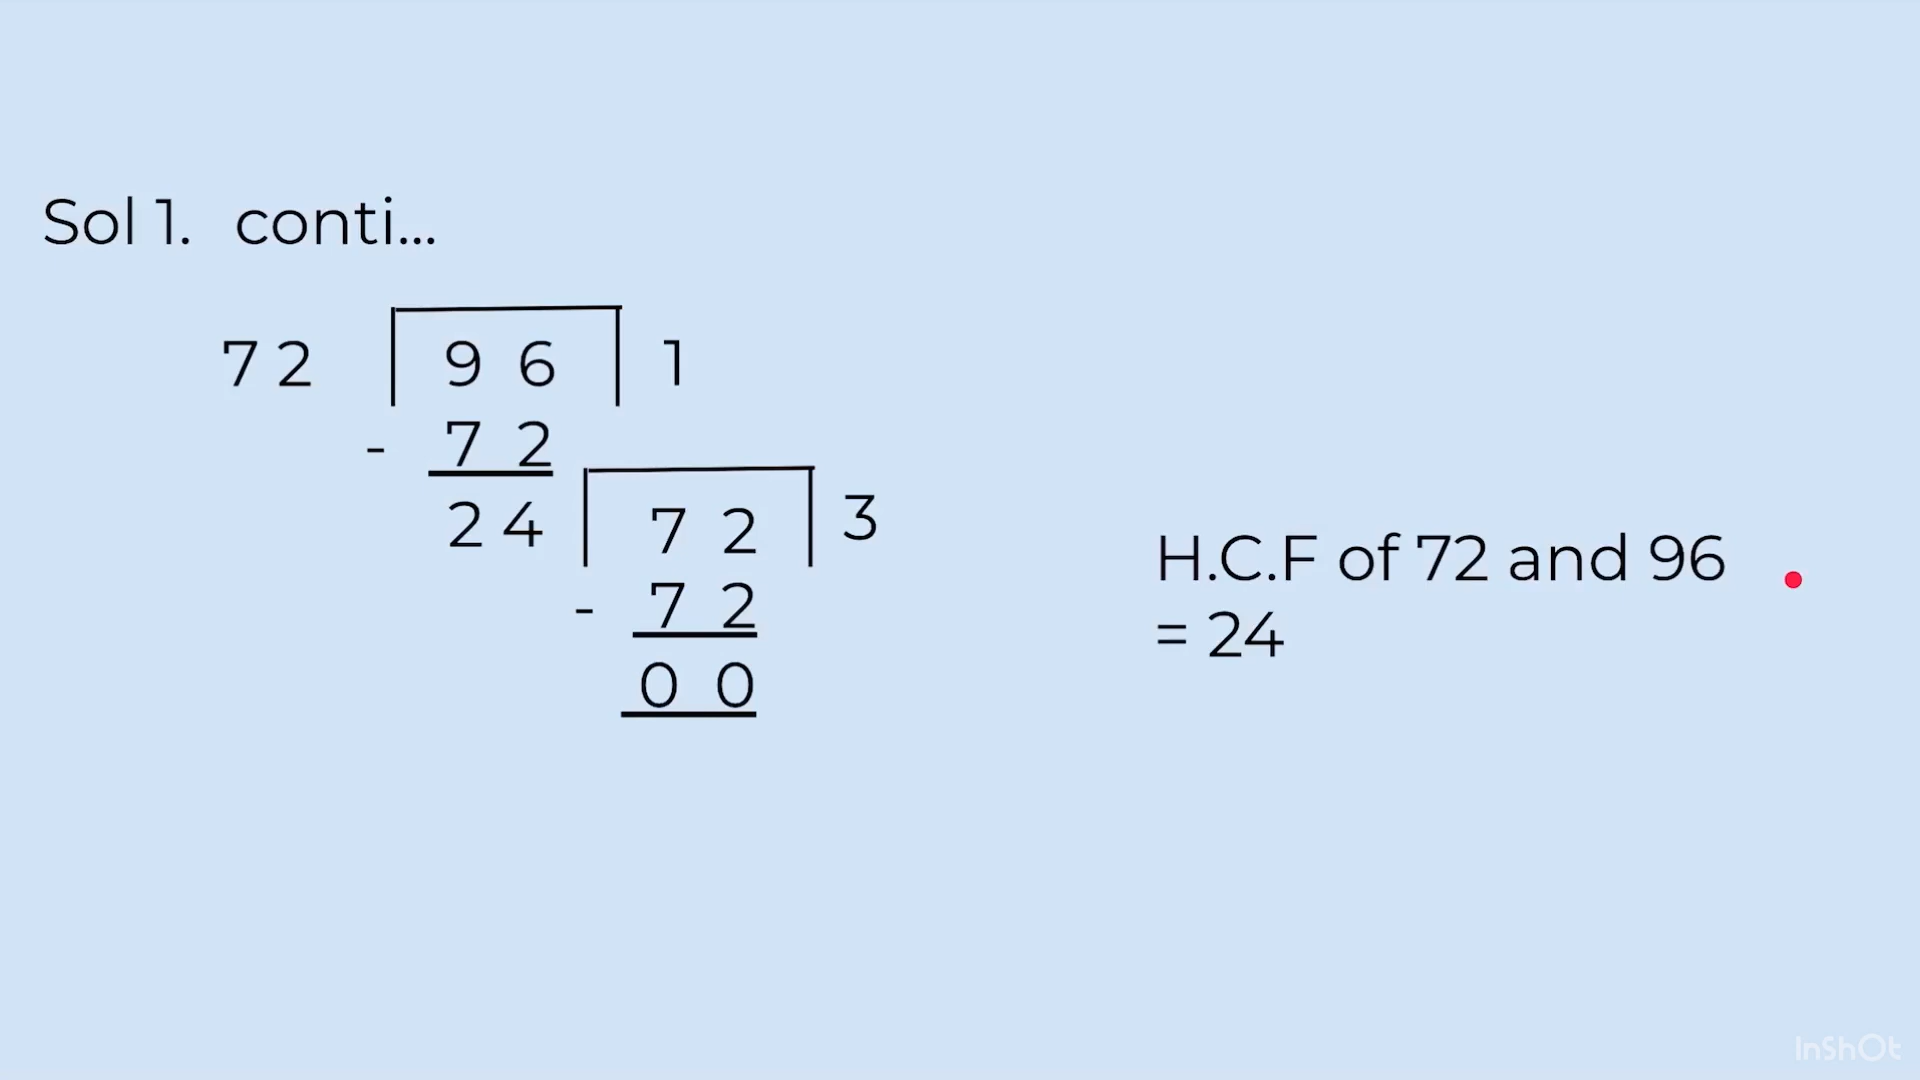 Sol 1. conti...
72 96 1
- 72
24 72 3
- 72
00
H.C.F of 72 and 96
= 24
InShOt